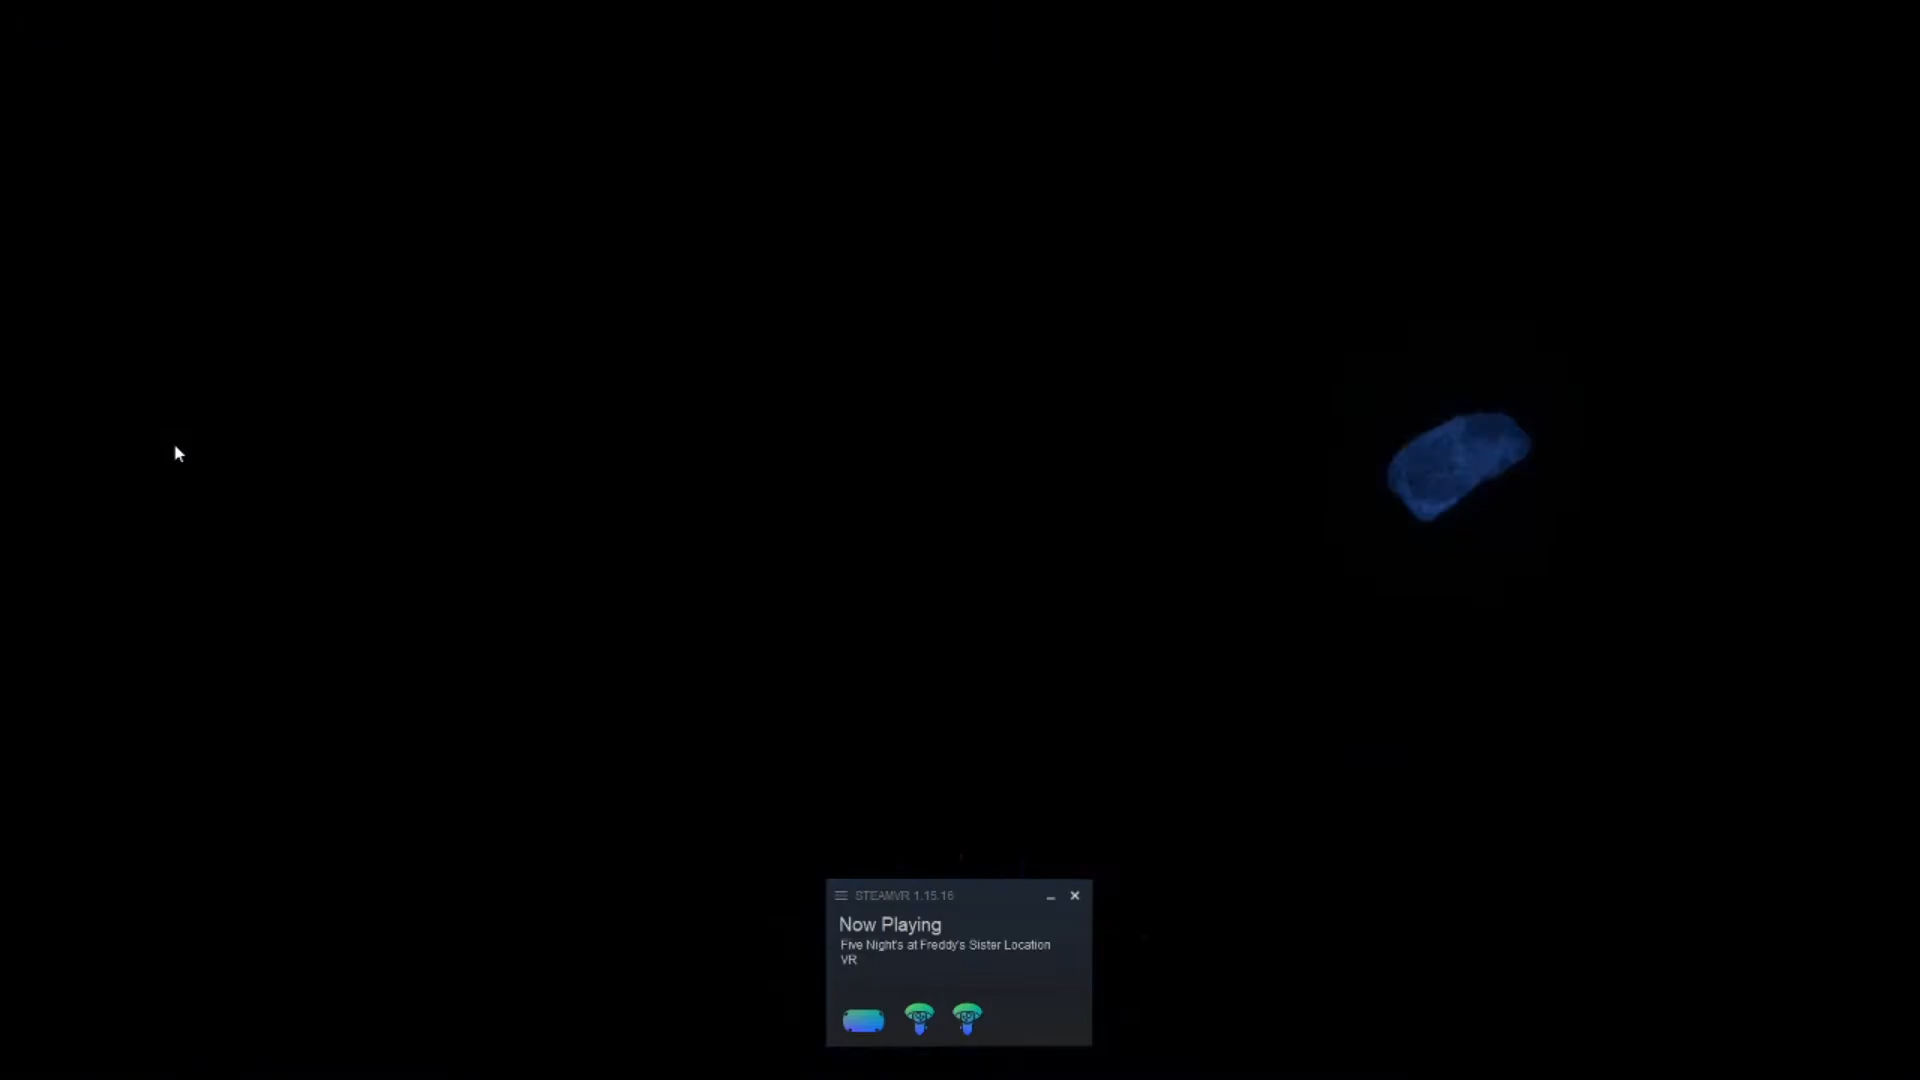 STEAMVR 1.15.16
Now Playing
Five Night's at Freddy's Sister Location
VR